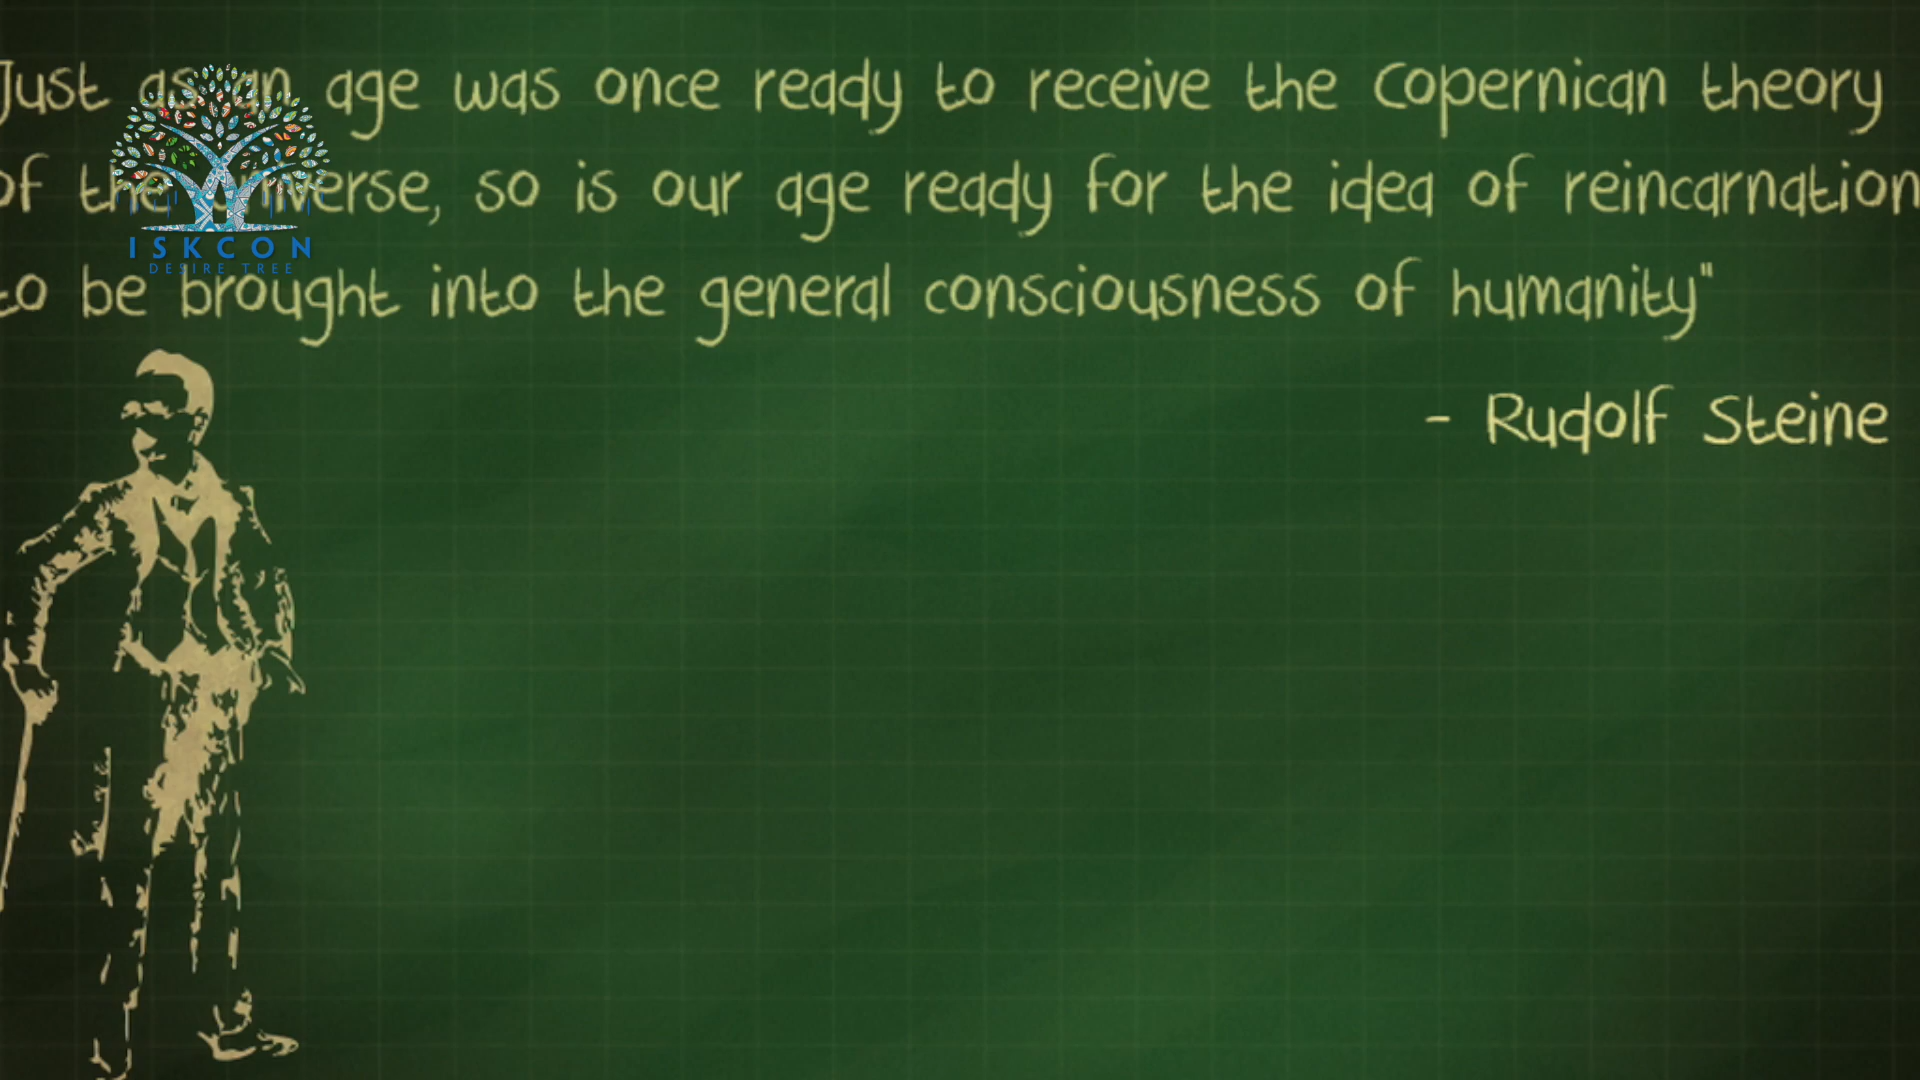 Just as an age was once ready to receive the Copernican theory
of the universe, so is our age ready for the idea of reincarnation
to be brought into the general consciousness of humanity"
- Rudolf Steine
ISKCON
DESIRE TREE